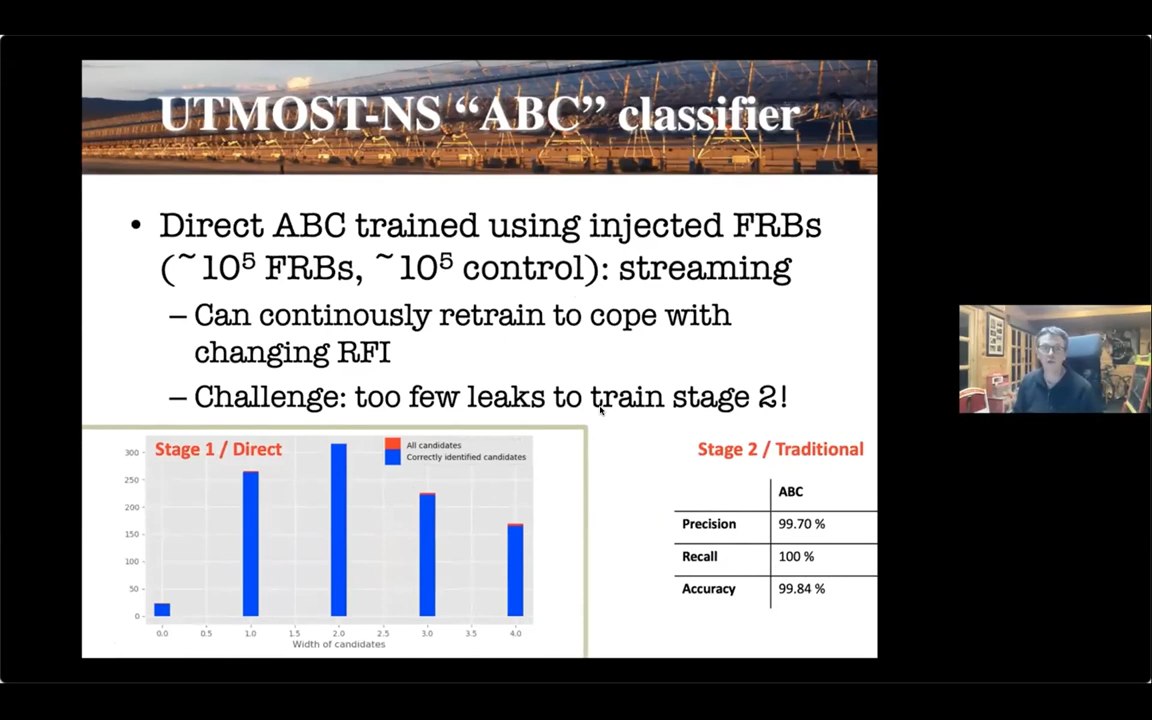 UTMOST-NS “ABC” classifier
• Direct ABC trained using injected FRBs
(~10⁵ FRBs, ~10⁵ control): streaming
– Can continously retrain to cope with
changing RFI
– Challenge: too few leaks to train stage 2!
Stage 1 / Direct
All candidates
Correctly identified candidates
300
250
200
150
100
50
0
0.0 0.5 1.0 1.5 2.0 2.5 3.0 3.5 4.0
Width of candidates
Stage 2 / Traditional
ABC
Precision 99.70 %
Recall 100 %
Accuracy 99.84 %